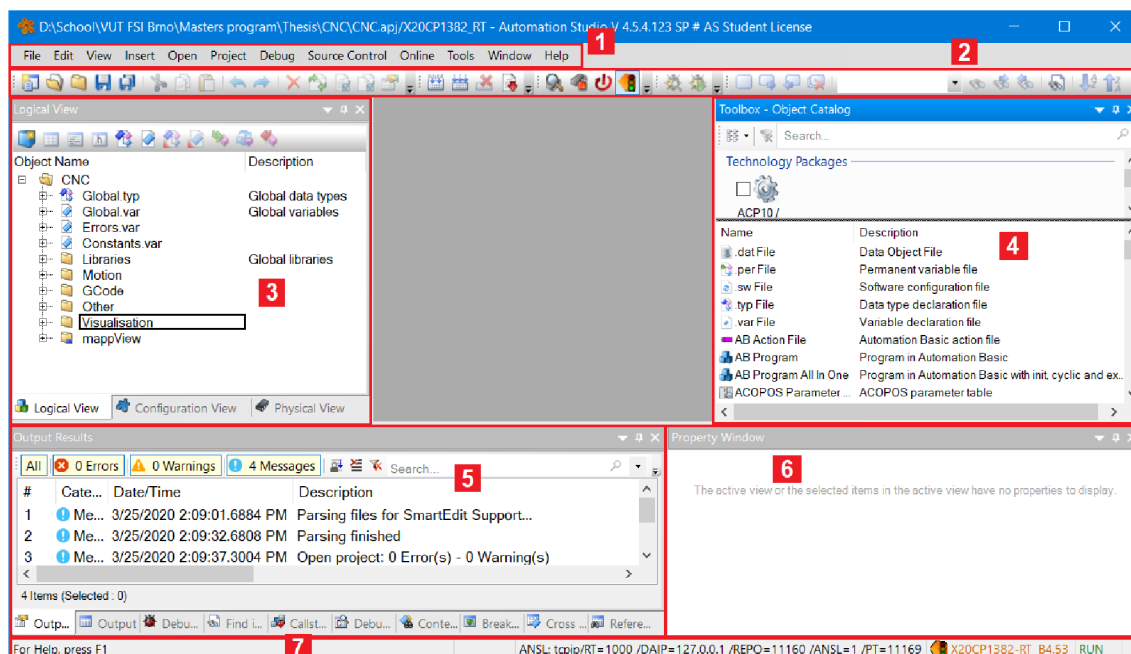 D:\School\VUT FSI Brno\Masters program\Thesis\CNC\CNC.apj/X20CP1382_RT - Automation Studio V 4.5.4.123 SP # AS Student License
1
File Edit View Insert Open Project Debug Source Control Online Tools Window Help
2
Logical View
Object Name Description
CNC
Global.typ Global data types
Global.var Global variables
Errors.var
Constants.var
Libraries Global libraries
Motion
GCode
Other
Visualisation
mappView
3
Logical View Configuration View Physical View
Toolbox - Object Catalog
Search...
Technology Packages
ACP10 /
Name Description
4
.dat File Data Object File
.per File Permanent variable file
.sw File Software configuration file
.typ File Data type declaration file
.var File Variable declaration file
AB Action File Automation Basic action file
AB Program Program in Automation Basic
AB Program All In One Program in Automation Basic with init, cyclic and ex..
ACOPOS Parameter ... ACOPOS parameter table
Output Results
All 0 Errors 0 Warnings 4 Messages Search...
5
# Cate... Date/Time Description
1 Me... 3/25/2020 2:09:01.6884 PM Parsing files for SmartEdit Support...
2 Me... 3/25/2020 2:09:32.6808 PM Parsing finished
3 Me... 3/25/2020 2:09:37.3004 PM Open project: 0 Error(s) - 0 Warning(s)
4 Items (Selected : 0)
Outp... Output Debu... Find i... Callst... Debu... Conte... Break... Cross ... Refere...
Property Window
6
The active view or the selected items in the active view have no properties to display.
For Help, press F1
7
ANSL: tcpip/RT=1000 /DAIP=127.0.0.1 /REPO=11160 /ANSL=1 /PT=11169 X20CP1382-RT B4.53 RUN